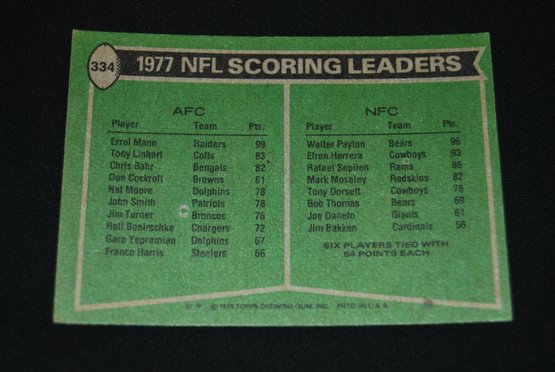 334 1977 NFL SCORING LEADERS
AFC
Player Team Pts.
Errol Mann Raiders 99
Tony Linhart Colts 83
Chris Bahr Bengals 82
Don Cockroft Browns 81
Nat Moore Dolphins 78
John Smith Patriots 78
Jim Turner Broncos 76
Rolf Benirschke Chargers 72
Garo Yepremian Dolphins 67
Franco Harris Steelers 66
NFC
Player Team Pts.
Walter Payton Bears 96
Efren Herrera Cowboys 93
Rafael Septien Rams 86
Mark Moseley Redskins 82
Tony Dorsett Cowboys 78
Bob Thomas Bears 69
Joe Danelo Giants 61
Jim Bakken Cardinals 56
SIX PLAYERS TIED WITH
54 POINTS EACH
© 1978 TOPPS CHEWING GUM, INC. PRTD IN U.S.A.